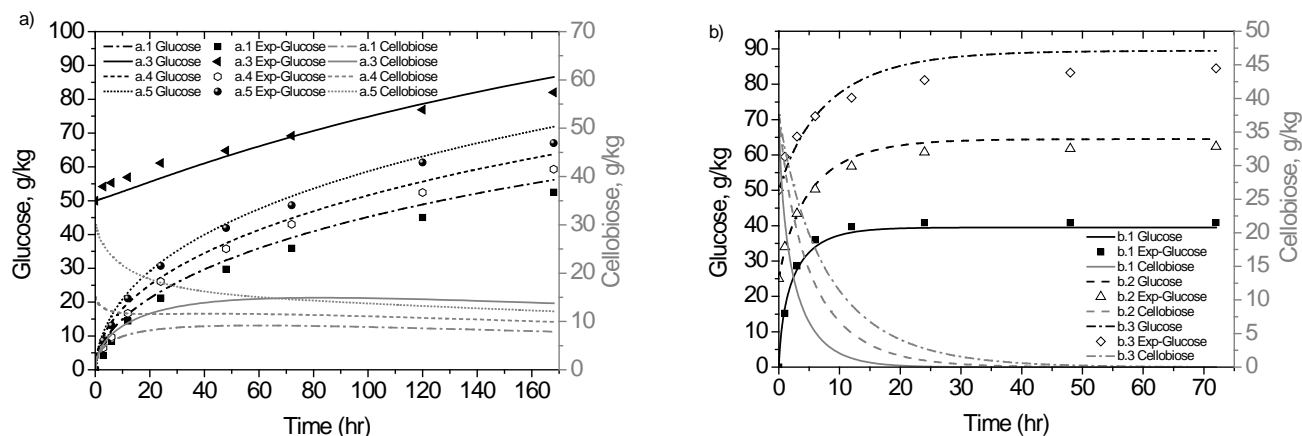 a)
100
90
80
70
60
50
40
30
20
10
0
Glucose, g/kg
a.1 Glucose a.1 Exp-Glucose a.1 Cellobiose
a.3 Glucose a.3 Exp-Glucose a.3 Cellobiose
a.4 Glucose a.4 Exp-Glucose a.4 Cellobiose
a.5 Glucose a.5 Exp-Glucose a.5 Cellobiose
70
60
50
40
30
20
10
0
Cellobiose, g/kg
0 20 40 60 80 100 120 140 160
Time (hr)
b)
90
80
70
60
50
40
30
20
10
0
Glucose, g/kg
b.1 Glucose
b.1 Exp-Glucose
b.1 Cellobiose
b.2 Glucose
b.2 Exp-Glucose
b.2 Cellobiose
b.3 Glucose
b.3 Exp-Glucose
b.3 Cellobiose
50
45
40
35
30
25
20
15
10
5
0
Cellobiose, g/kg
0 10 20 30 40 50 60 70
Time (hr)